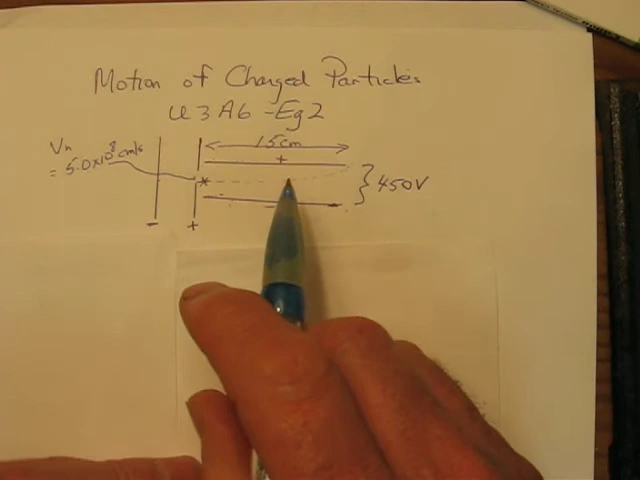 Motion of Charged Particles
U3A6-Eg2
15cm
Vn
= 5.0x10⁸ cm/s
+
450V
-
- +